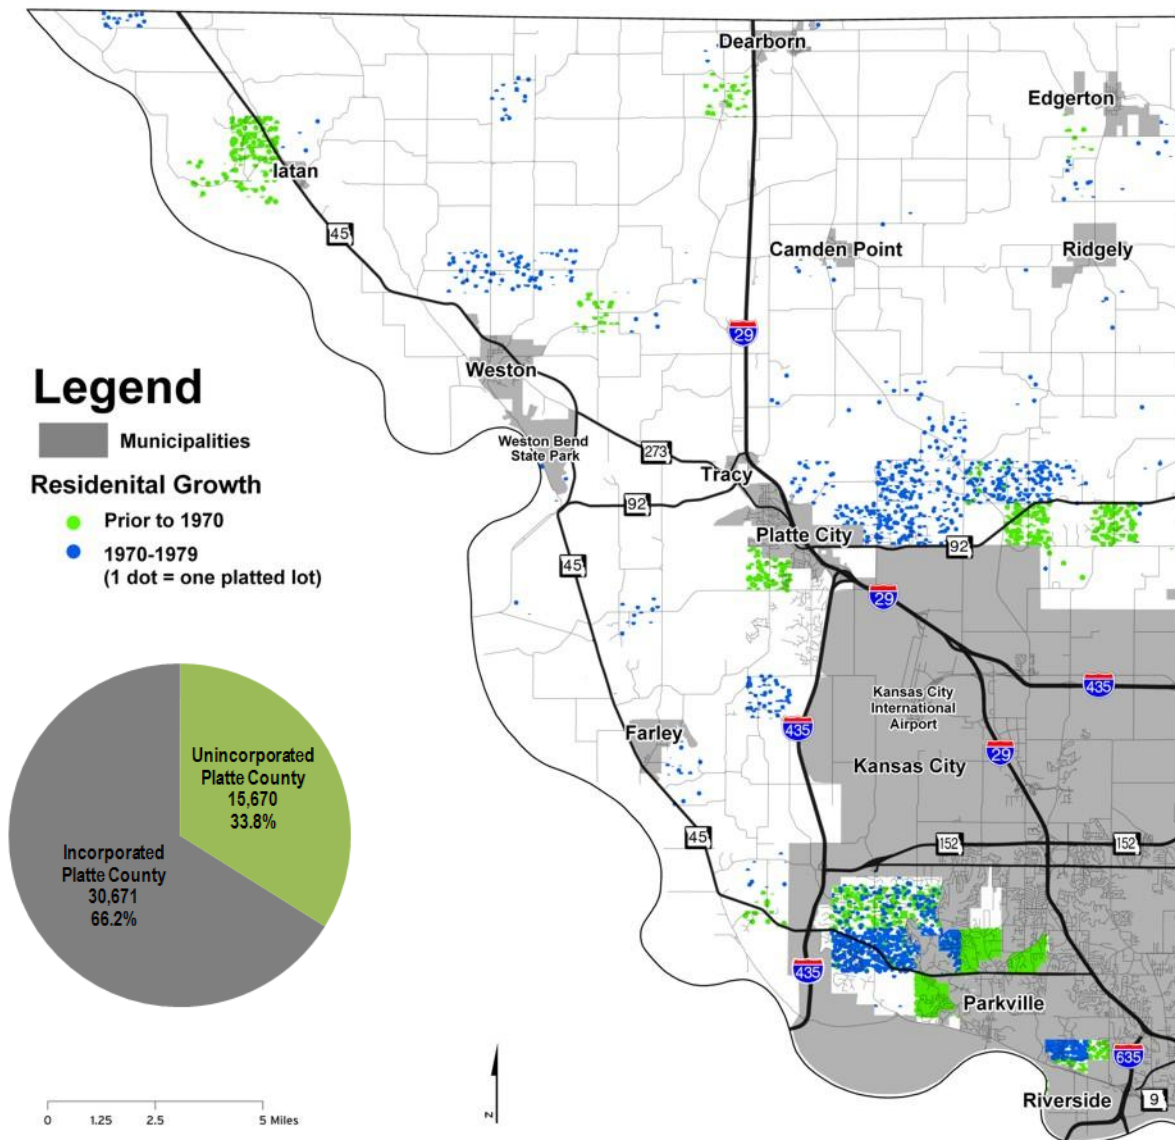 Dearborn
Edgerton
Iatan
45
Camden Point
Ridgely
29
Weston
Legend
Municipalities
Weston Bend
State Park
273
Tracy
Residenital Growth
92
Prior to 1970
Platte City
1970-1979
(1 dot = one platted lot)
92
45
29
435
Kansas City
International
Airport
435
Farley
29
Kansas City
Unincorporated
Platte County
15,670
33.8%
45
152
152
Incorporated
Platte County
30,671
66.2%
435
Parkville
635
Riverside
9
N
0 1.25 2.5 5 Miles